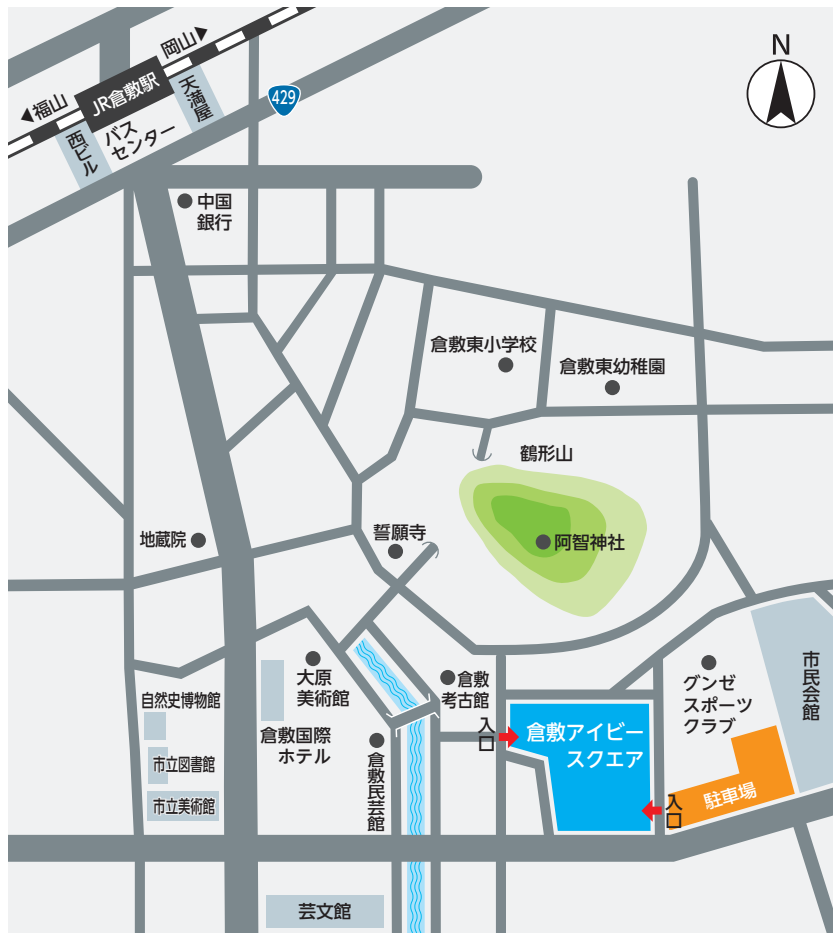 岡山▶
◀福山
JR倉敷駅
天満屋
西ビル
バス
センター
429
N
中国
銀行
倉敷東小学校
倉敷東幼稚園
鶴形山
阿智神社
地蔵院
誓願寺
大原
美術館
倉敷
考古館
グンゼ
スポーツ
クラブ
市民会館
自然史博物館
倉敷国際
ホテル
入口
倉敷アイビー
スクエア
倉敷民芸館
市立図書館
市立美術館
駐車場
入口
芸文館